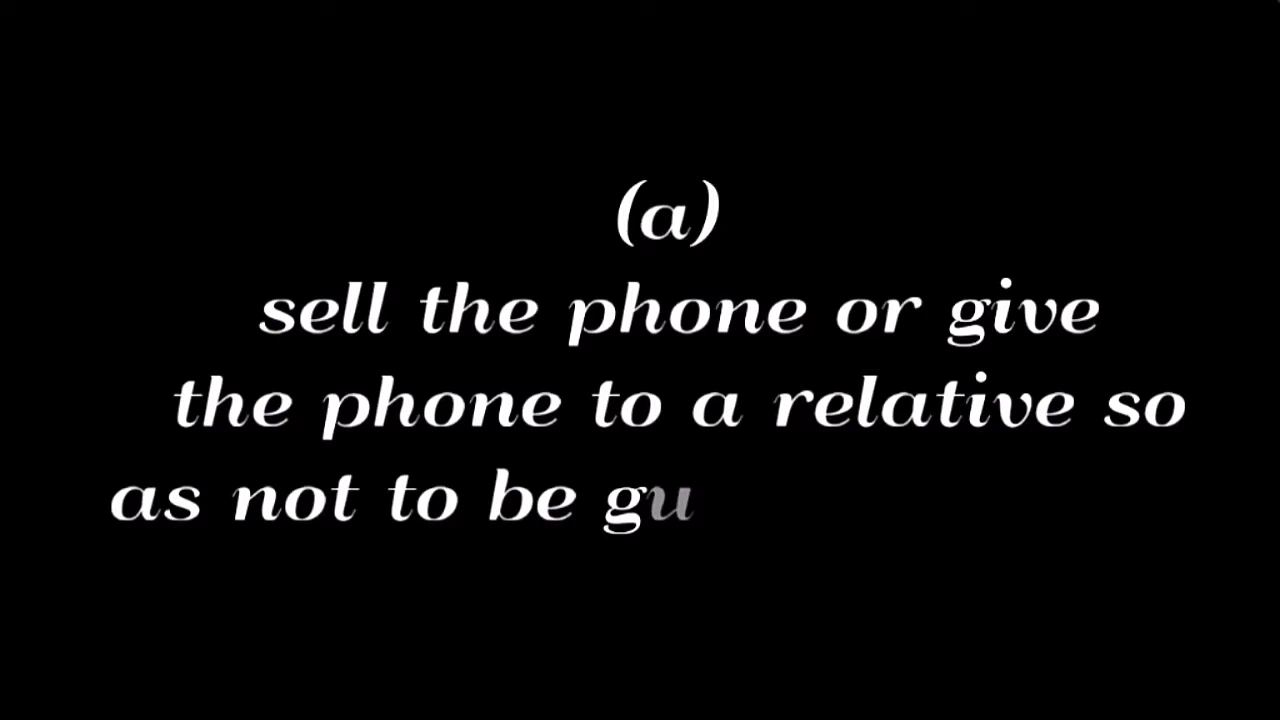 (a)
sell the phone or give
the phone to a relative so
as not to be gu